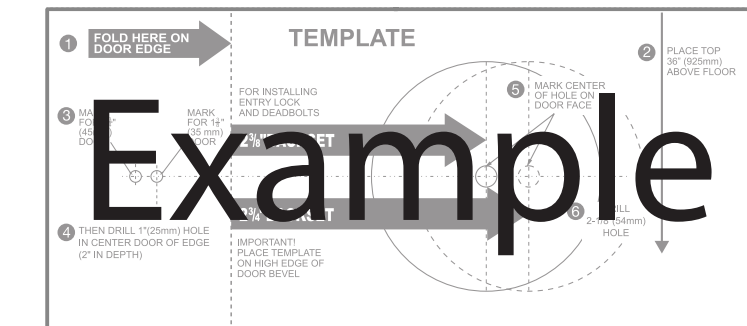 1
FOLD HERE ON
DOOR EDGE
TEMPLATE
2
PLACE TOP
36" (925mm)
ABOVE FLOOR
3
FOR
(45
DO
MARK
FOR 1⅜"
(35 mm)
DOOR
FOR INSTALLING
ENTRY LOCK
AND DEADBOLTS
5
MARK CENTER
OF HOLE ON
DOOR FACE
Example
2⅜"
4
THEN DRILL 1"(25mm) HOLE
IN CENTER DOOR OF EDGE
(2" IN DEPTH)
IMPORTANT!
PLACE TEMPLATE
ON HIGH EDGE OF
DOOR BEVEL
6
2-1/8"(54mm)
HOLE